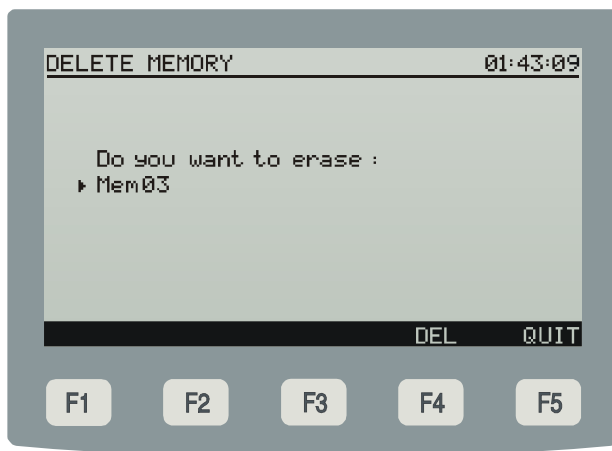 DELETE MEMORY 01:43:09
Do you want to erase :
Mem03
DEL QUIT
F1 F2 F3 F4 F5